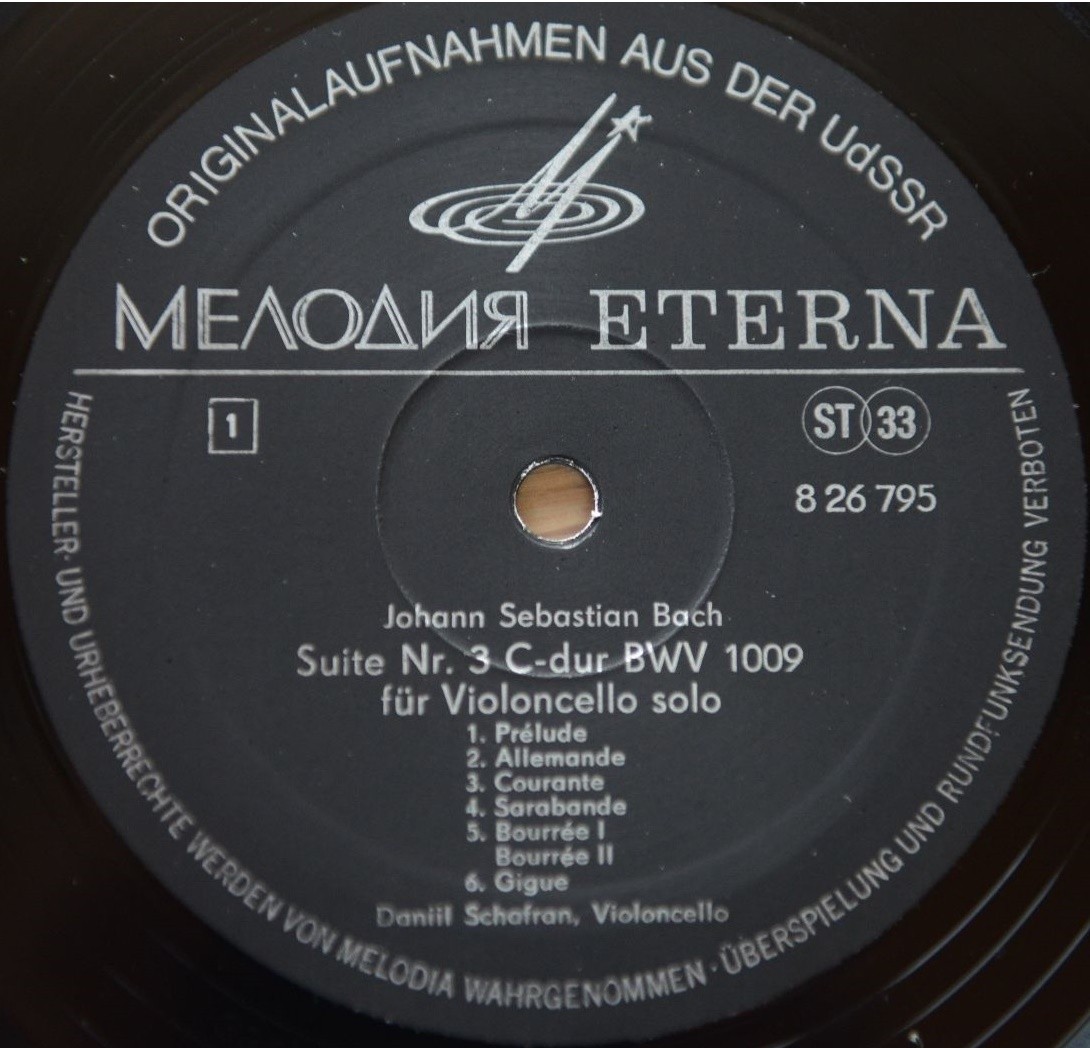 ORIGINALAUFNAHMEN AUS DER UdSSR
МЕЛОДИЯ ETERNA
1
ST 33
8 26 795
Johann Sebastian Bach
Suite Nr. 3 C-dur BWV 1009
für Violoncello solo
1. Prélude
2. Allemande
3. Courante
4. Sarabande
5. Bourrée I
Bourrée II
6. Gigue
Daniil Schafran, Violoncello
HERSTELLER- UND URHEBERRECHTE WERDEN VON MELODIA WAHRGENOMMEN · ÜBERSPIELUNG UND RUNDFUNKSENDUNG VERBOTEN